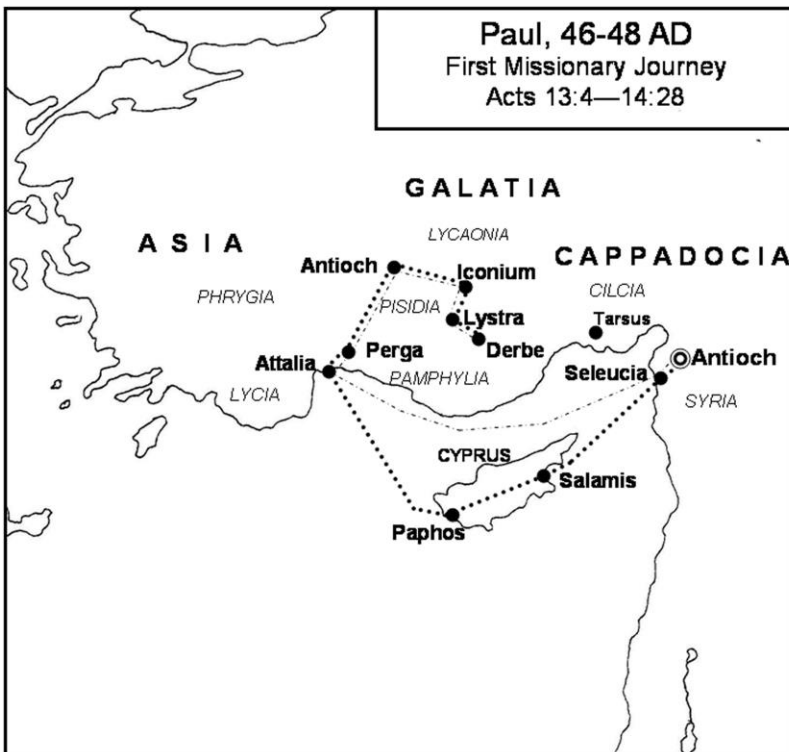 Paul, 46-48 AD
First Missionary Journey
Acts 13:4—14:28
GALATIA
ASIA
LYCAONIA
CAPPADOCIA
Antioch
Iconium
PHRYGIA
PISIDIA
CILCIA
Lystra
Tarsus
Perga
Derbe
Antioch
Attalia
PAMPHYLIA
Seleucia
LYCIA
SYRIA
CYPRUS
Salamis
Paphos